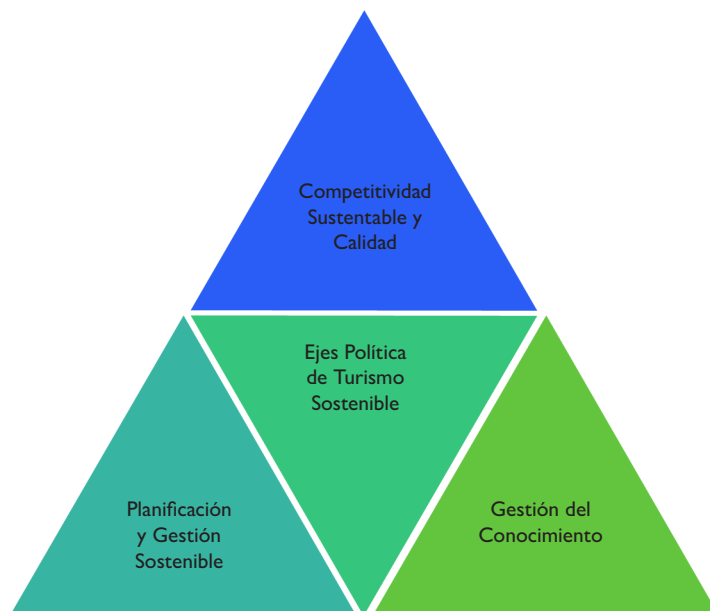 Competitividad
Sustentable y
Calidad
Ejes Política
de Turismo
Sostenible
Planificación
y Gestión
Sostenible
Gestión del
Conocimiento